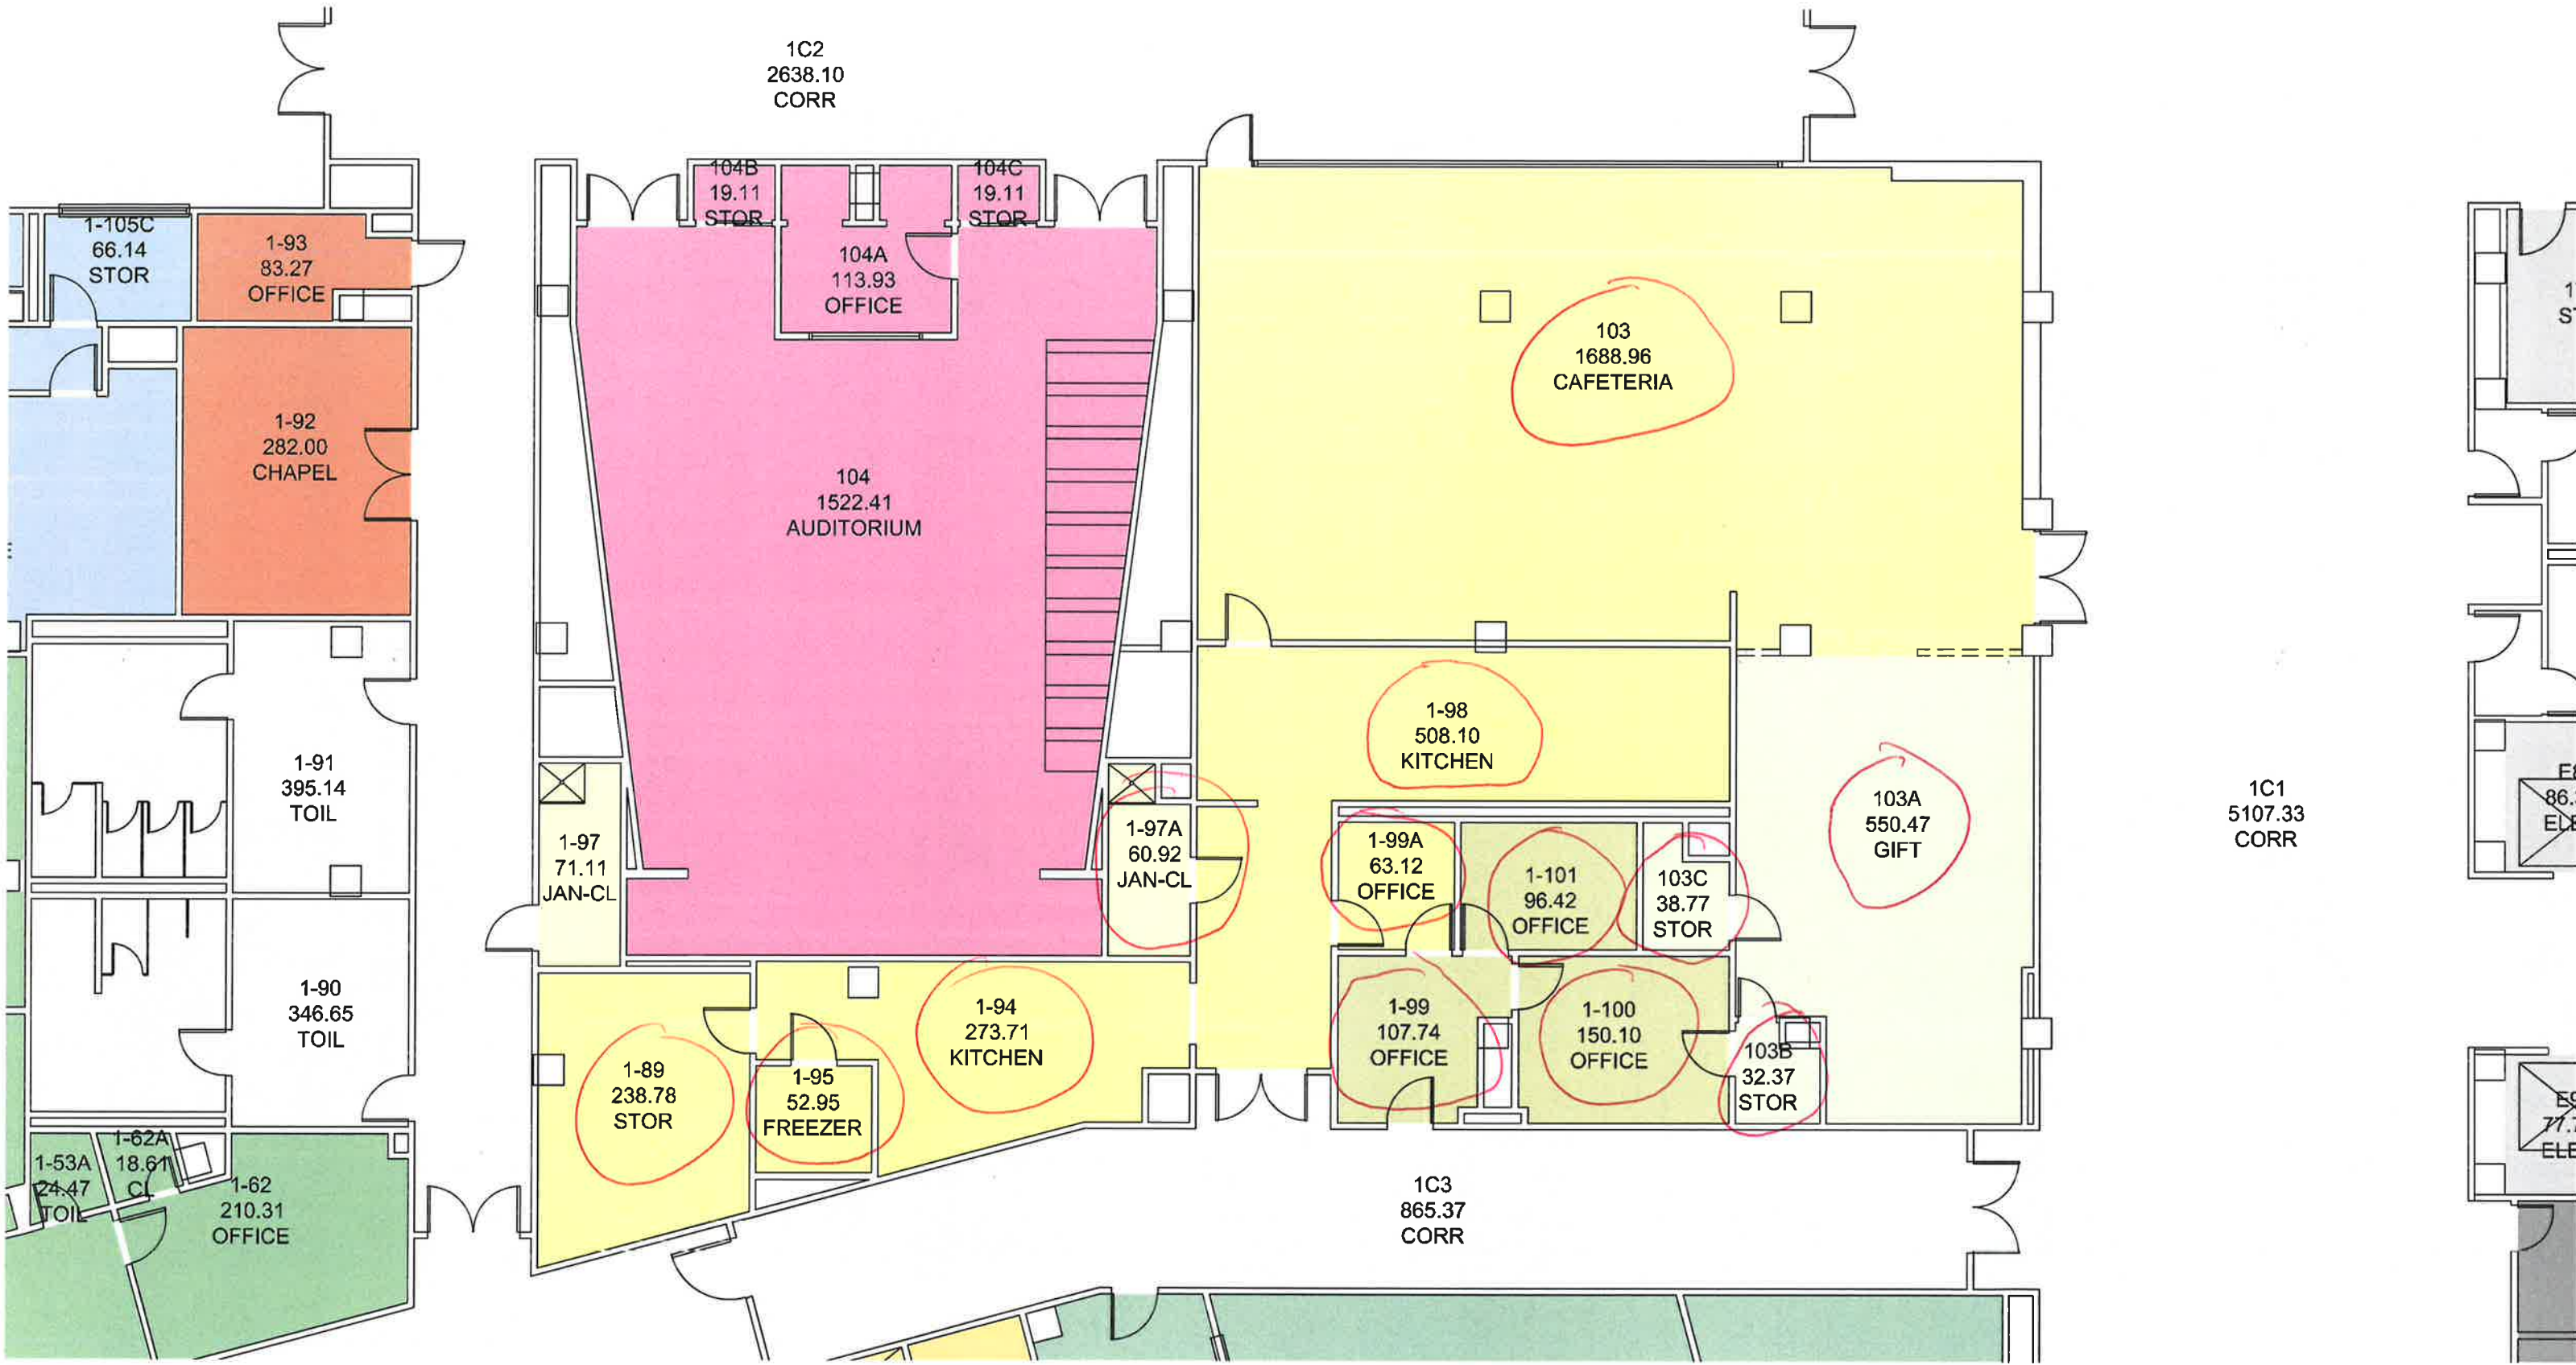 1C2
2638.10
CORR
1-105C
66.14
STOR
1-93
83.27
OFFICE
104B
19.11
STOR
104C
19.11
STOR
104A
113.93
OFFICE
103
1688.96
CAFETERIA
1-92
282.00
CHAPEL
104
1522.41
AUDITORIUM
1-98
508.10
KITCHEN
1-91
395.14
TOIL
1-97
71.11
JAN-CL
1-97A
60.92
JAN-CL
1-99A
63.12
OFFICE
1-101
96.42
OFFICE
103C
38.77
STOR
103A
550.47
GIFT
1C1
5107.33
CORR
1-90
346.65
TOIL
1-94
273.71
KITCHEN
1-99
107.74
OFFICE
1-100
150.10
OFFICE
103B
32.37
STOR
1-89
238.78
STOR
1-95
52.95
FREEZER
1-53A
24.47
TOIL
1-62A
18.61
CL
1-62
210.31
OFFICE
1C3
865.37
CORR